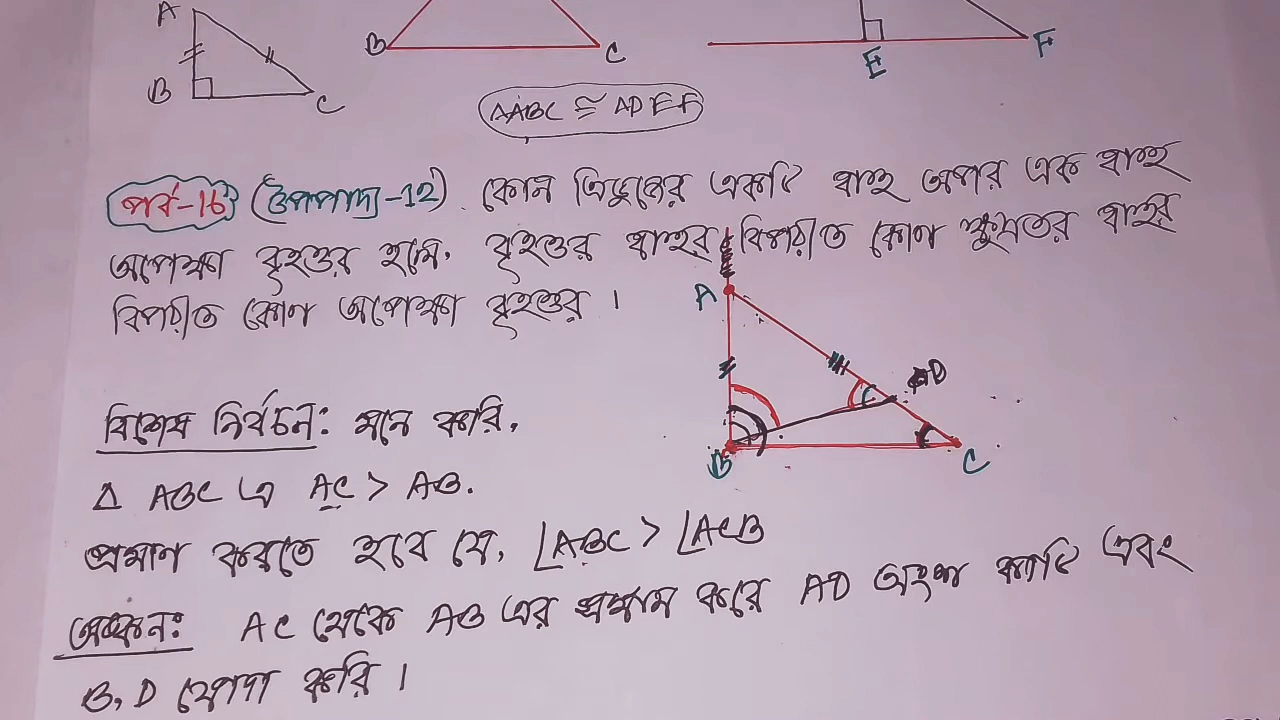 A
B
C
B
C
E
F
ΔABC ≅ ΔDEF
পর্ব-16 (উপপাদ্য-12). কোন ত্রিভুজের একটি বাহু অপর এক বাহু
অপেক্ষা বৃহত্তর হলে. বৃহত্তর বাহুর বিপরীত কোণ ক্ষুদ্রতর বাহুর
বিপরীত কোণ অপেক্ষা বৃহত্তর ।
A
D
B
C
বিশেষ নির্বচন: মনে করি,
Δ ABC এ AC > AB.
প্রমাণ করতে হবে যে, ∠ABC > ∠ACB
অঙ্কন: AC থেকে AB এর সমান করে AD অংশ কাটি এবং
B, D যোগ করি ।